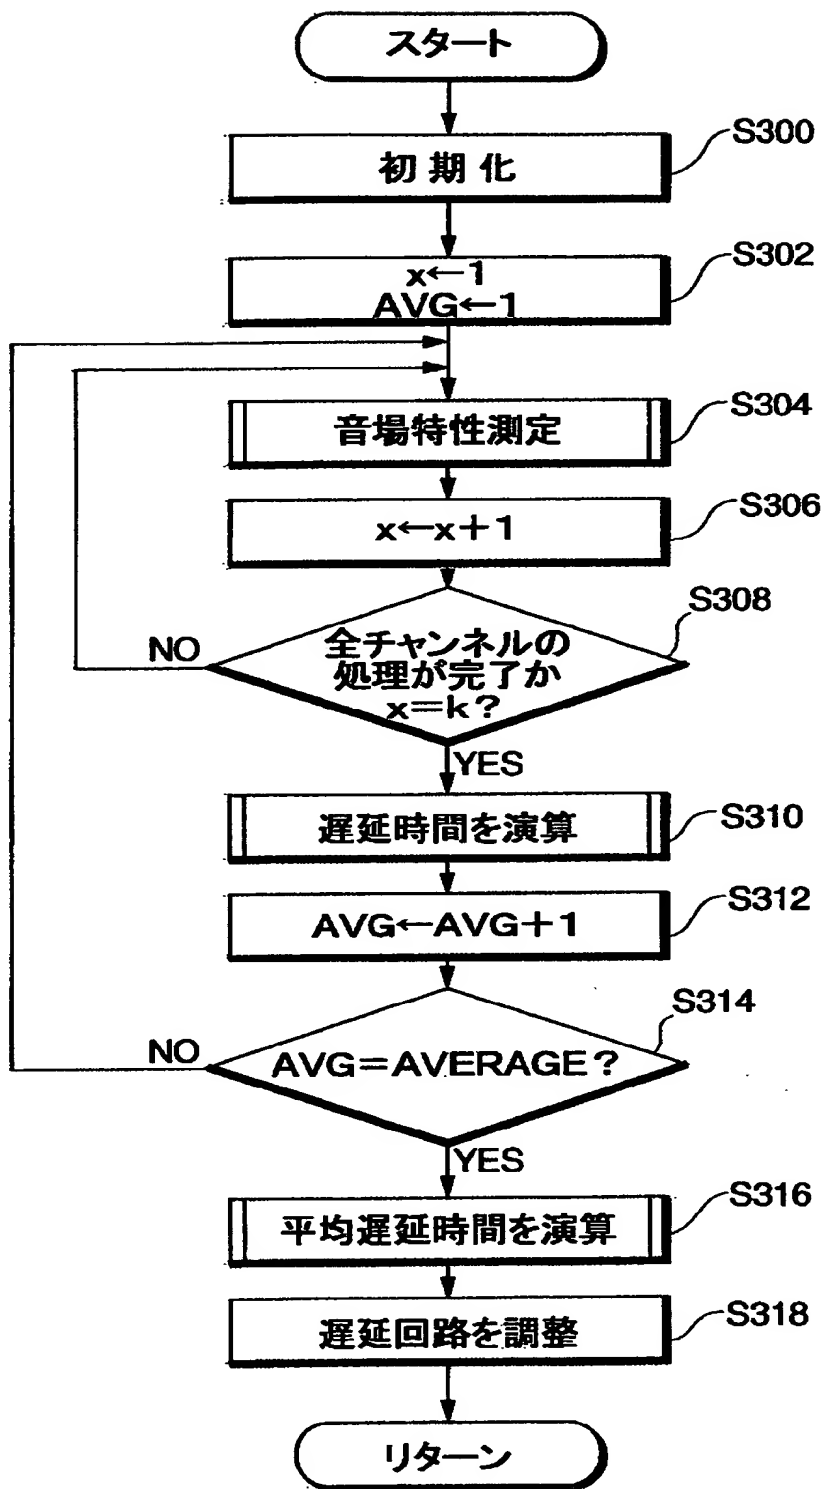 スタート
初期化
S300
x←1
AVG←1
S302
音場特性測定
S304
x←x+1
S306
全チャンネルの
処理が完了か
x=k?
S308
NO
YES
遅延時間を演算
S310
AVG←AVG+1
S312
AVG=AVERAGE?
S314
NO
YES
平均遅延時間を演算
S316
遅延回路を調整
S318
リターン